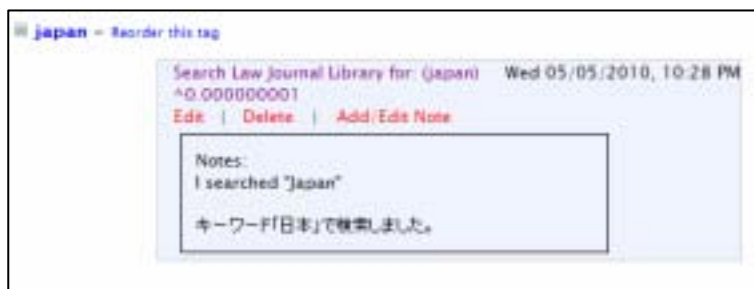 japan - Reorder this tag
Search Law Journal Library for: (japan) Wed 05/05/2010, 10:28 PM
^0.000000001
Edit | Delete | Add/Edit Note
Notes:
I searched "Japan"
キーワード「日本」で検索しました。